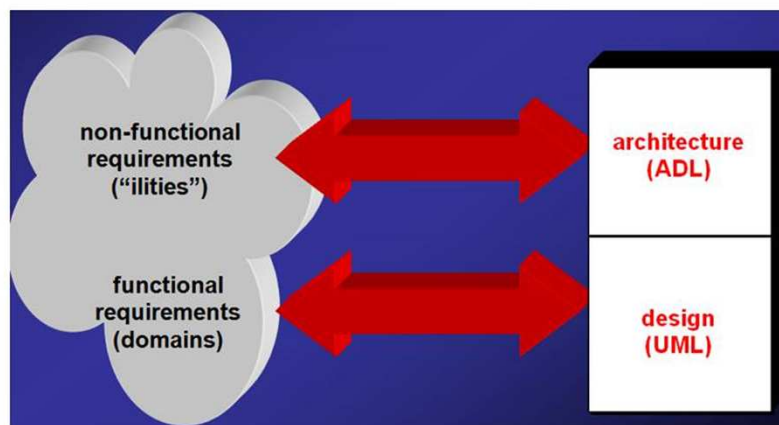 non-functional
requirements
(“ilities”)
functional
requirements
(domains)
architecture
(ADL)
design
(UML)